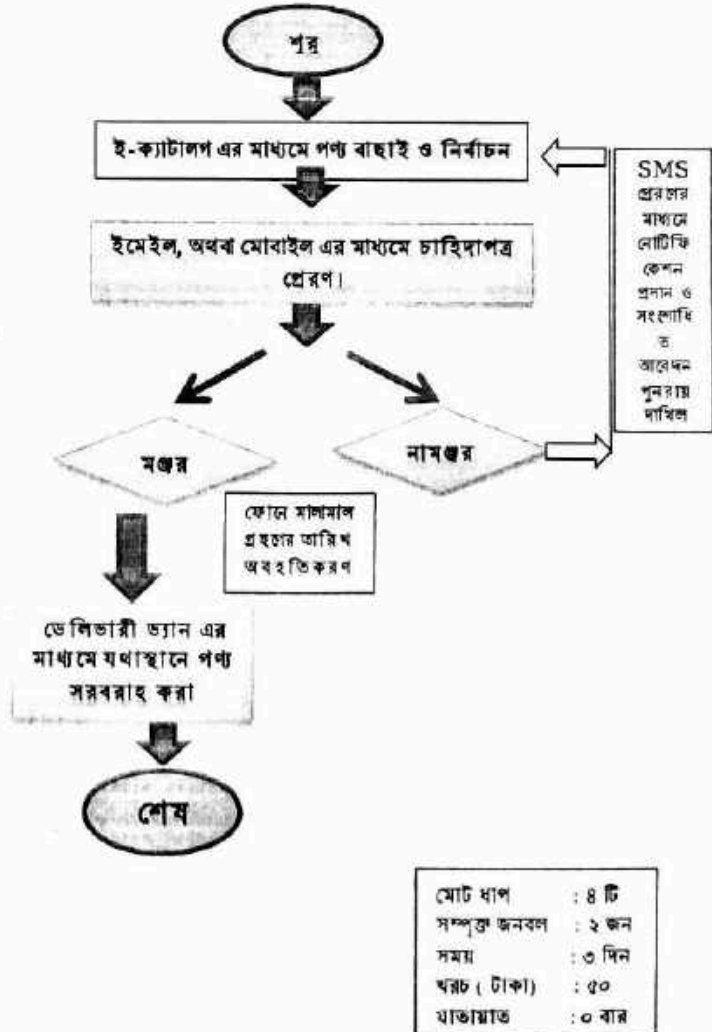 শুরু
ই-ক্যাটালগ এর মাধ্যমে পণ্য বাছাই ও নির্বাচন
SMS
প্রেরণের
মাধ্যমে
নোটিফি
কেশন
প্রদান ও
সংশোধি
ত
আবেদন
পুনরায়
দাখিল
ইমেইল, অথবা মোবাইল এর মাধ্যমে চাহিদাপত্র
প্রেরণ।
মঞ্জুর
নামঞ্জুর
ফোনে মালামাল
গ্রহণের তারিখ
অবহতিকরণ
ডেলিভারী ভ্যান এর
মাধ্যমে যথাস্থানে পণ্য
সরবরাহ করা
শেষ
মোট ধাপ : ৪ টি
সম্পৃক্ত জনবল : ২ জন
সময় : ৩ দিন
খরচ ( টাকা) : ৫০
যাতায়াত : ০ বার